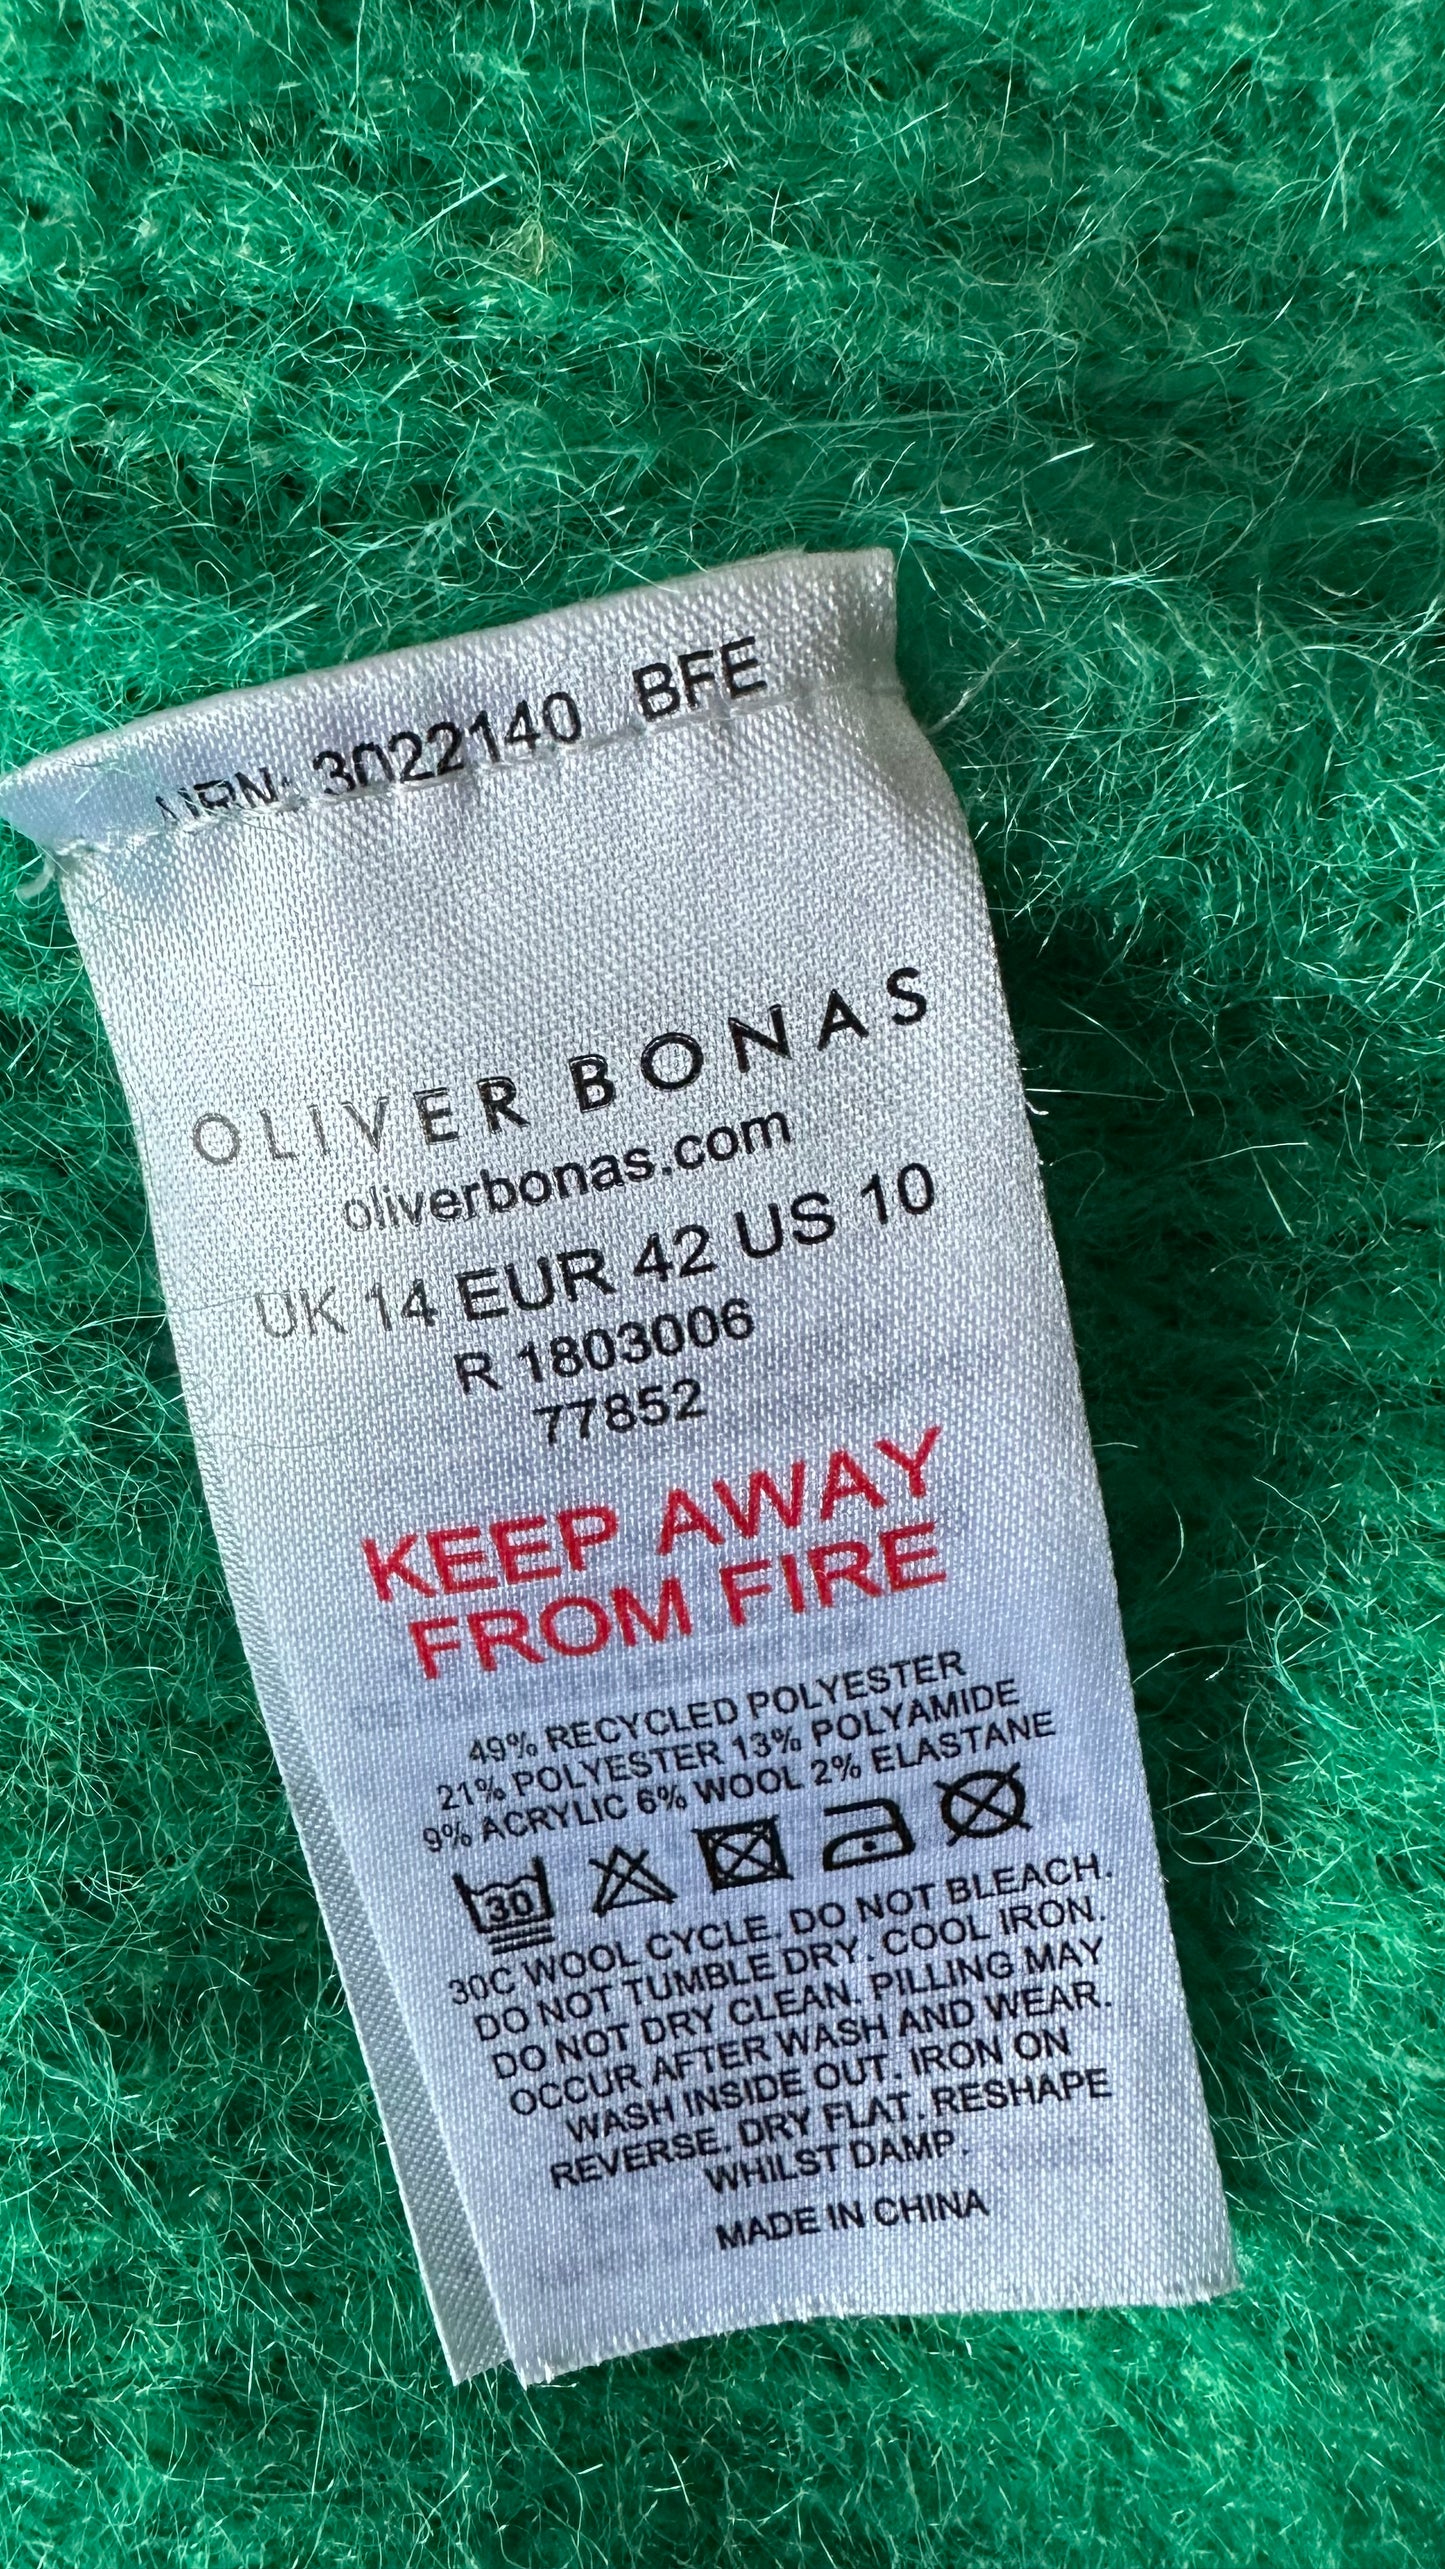 URN: 3022140 BFE
OLIVER BONAS
oliverbonas.com
UK 14 EUR 42 US 10
R 1803006
77852
KEEP AWAY
FROM FIRE
49% RECYCLED POLYESTER
21% POLYESTER 13% POLYAMIDE
9% ACRYLIC 6% WOOL 2% ELASTANE
30
30C WOOL CYCLE. DO NOT BLEACH.
DO NOT TUMBLE DRY. COOL IRON.
DO NOT DRY CLEAN. PILLING MAY
OCCUR AFTER WASH AND WEAR.
WASH INSIDE OUT. IRON ON
REVERSE. DRY FLAT. RESHAPE
WHILST DAMP.
MADE IN CHINA